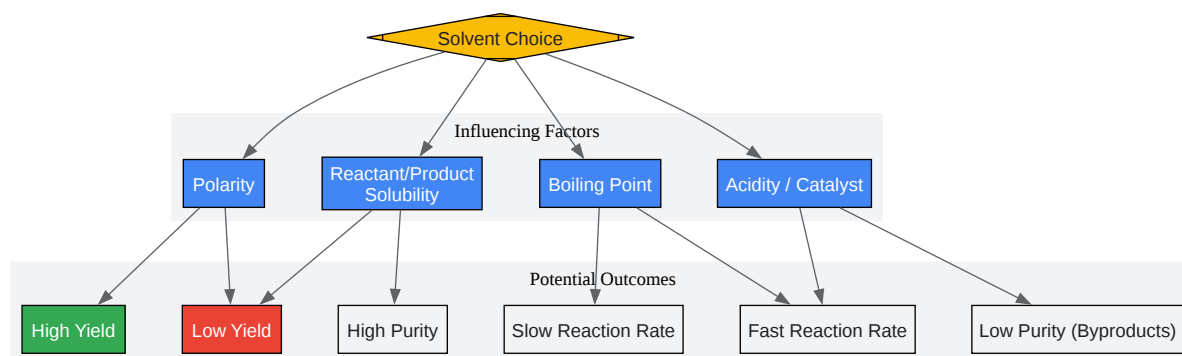 Solvent Choice
Influencing Factors
Polarity
Reactant/Product
Solubility
Boiling Point
Acidity / Catalyst
Potential Outcomes
High Yield
Low Yield
High Purity
Slow Reaction Rate
Fast Reaction Rate
Low Purity (Byproducts)